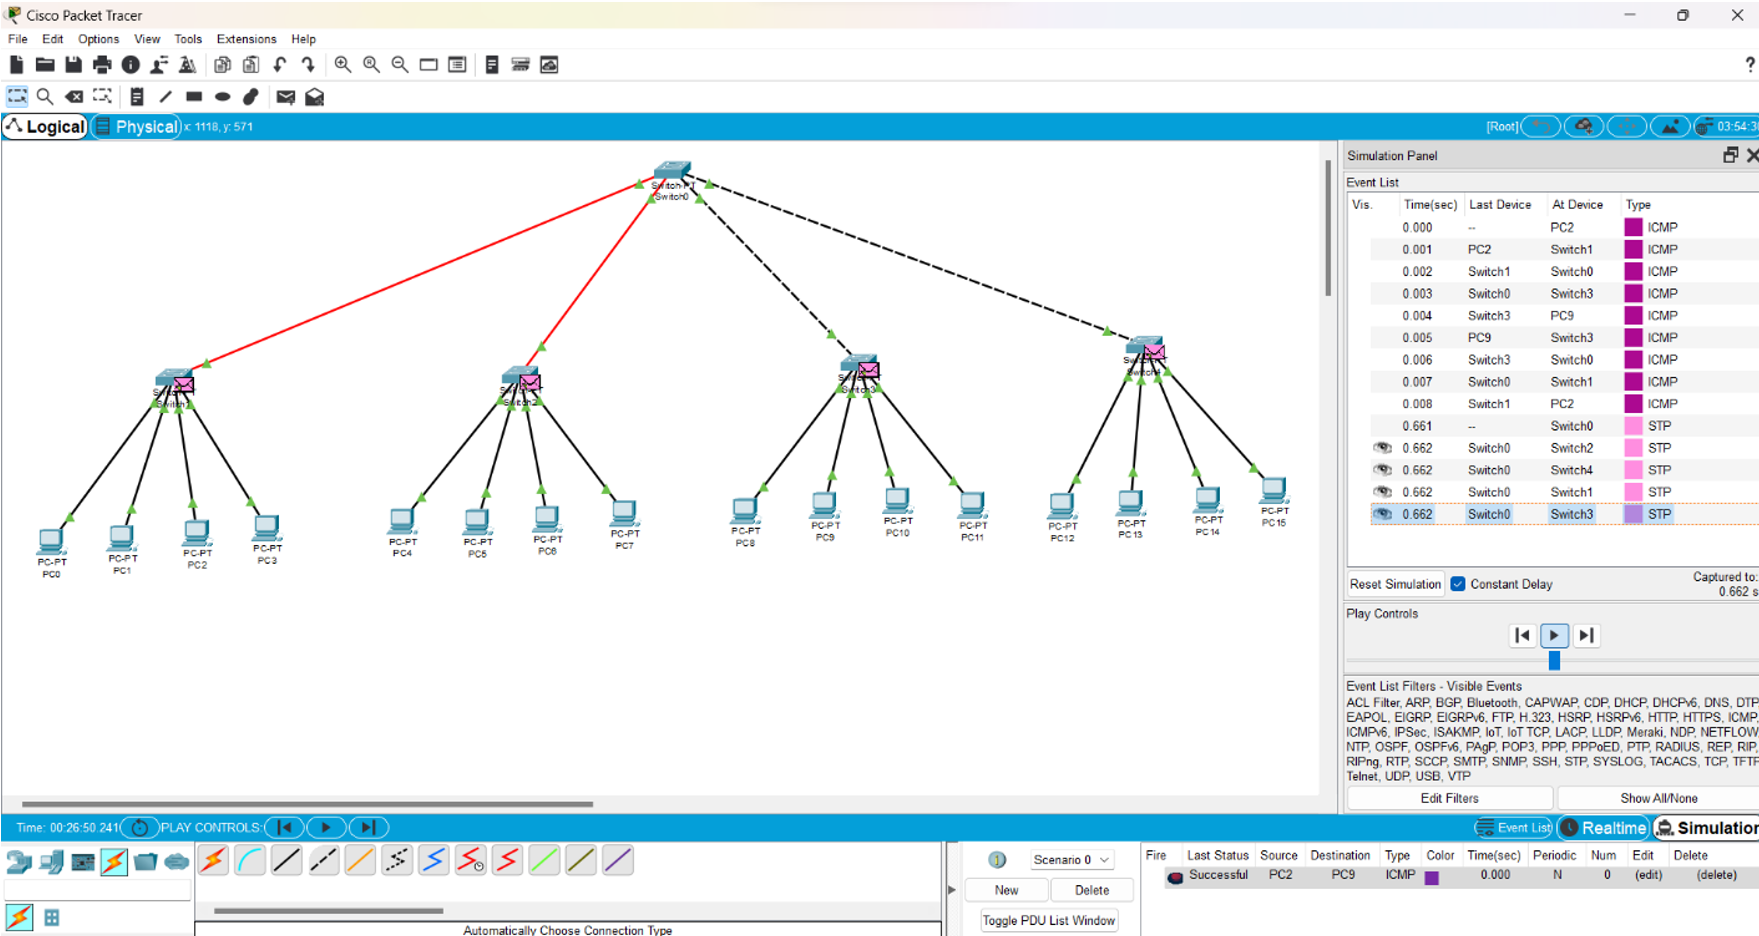 Cisco Packet Tracer
File Edit Options View Tools Extensions Help
?
Logical Physical x: 1118, y: 571 [Root] 03:54:3
Simulation Panel
Event List
Vis. Time(sec) Last Device At Device Type
0.000 -- PC2 ICMP
0.001 PC2 Switch1 ICMP
0.002 Switch1 Switch0 ICMP
0.003 Switch0 Switch3 ICMP
0.004 Switch3 PC9 ICMP
0.005 PC9 Switch3 ICMP
0.006 Switch3 Switch0 ICMP
0.007 Switch0 Switch1 ICMP
0.008 Switch1 PC2 ICMP
0.661 -- Switch0 STP
0.662 Switch0 Switch2 STP
0.662 Switch0 Switch4 STP
0.662 Switch0 Switch1 STP
0.662 Switch0 Switch3 STP
Reset Simulation Constant Delay Captured to:
0.662 s
Play Controls
Event List Filters - Visible Events
ACL Filter, ARP, BGP, Bluetooth, CAPWAP, CDP, DHCP, DHCPv6, DNS, DTP
EAPOL, EIGRP, EIGRPv6, FTP, H.323, HSRP, HSRPv6, HTTP, HTTPS, ICMP,
ICMPv6, IPSec, ISAKMP, IoT, IoT TCP, LACP, LLDP, Meraki, NDP, NETFLOW
NTP, OSPF, OSPFv6, PAgP, POP3, PPP, PPPoED, PTP, RADIUS, REP, RIP,
RIPng, RTP, SCCP, SMTP, SNMP, SSH, STP, SYSLOG, TACACS, TCP, TFTP
Telnet, UDP, USB, VTP
Edit Filters Show All/None
Switch-PT
Switch0
Switch2
Switch3
PC-PT
PC0
PC-PT
PC1
PC-PT
PC2
PC-PT
PC3
PC-PT
PC4
PC-PT
PC5
PC-PT
PC6
PC-PT
PC7
PC-PT
PC8
PC-PT
PC9
PC-PT
PC10
PC-PT
PC11
PC-PT
PC12
PC-PT
PC13
PC-PT
PC14
PC-PT
PC15
Time: 00:26:50.241 PLAY CONTROLS: Event List Realtime Simulation
Scenario 0
New Delete
Toggle PDU List Window
Fire Last Status Source Destination Type Color Time(sec) Periodic Num Edit Delete
Successful PC2 PC9 ICMP 0.000 N 0 (edit) (delete)
Automatically Choose Connection Type